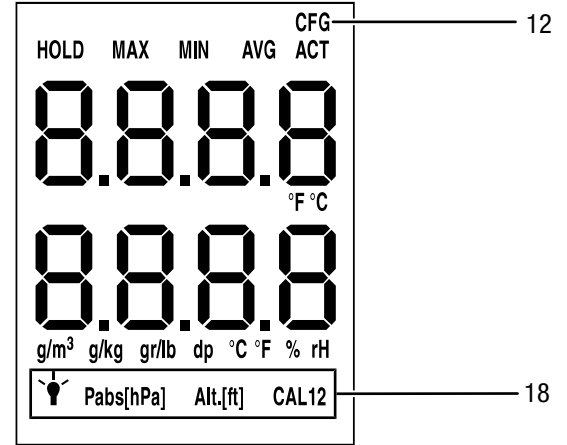 CFG 12
HOLD MAX MIN AVG ACT
8.8.8.8
°F °C
8.8.8.8
g/m³ g/kg gr/lb dp °C °F % rH
Pabs[hPa] Alt.[ft] CAL12 18